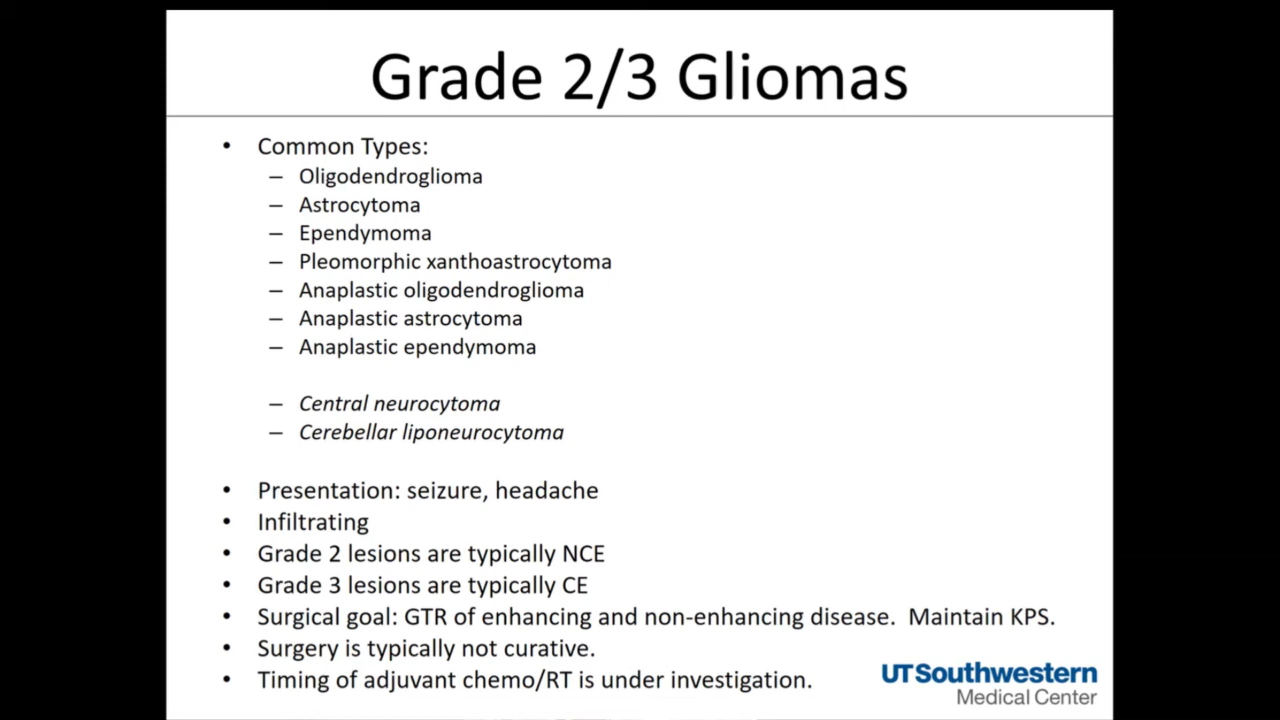 Grade 2/3 Gliomas
• Common Types:
– Oligodendroglioma
– Astrocytoma
– Ependymoma
– Pleomorphic xanthoastrocytoma
– Anaplastic oligodendroglioma
– Anaplastic astrocytoma
– Anaplastic ependymoma
– Central neurocytoma
– Cerebellar liponeurocytoma
• Presentation: seizure, headache
• Infiltrating
• Grade 2 lesions are typically NCE
• Grade 3 lesions are typically CE
• Surgical goal: GTR of enhancing and non-enhancing disease. Maintain KPS.
• Surgery is typically not curative.
• Timing of adjuvant chemo/RT is under investigation.
UTSouthwestern
Medical Center